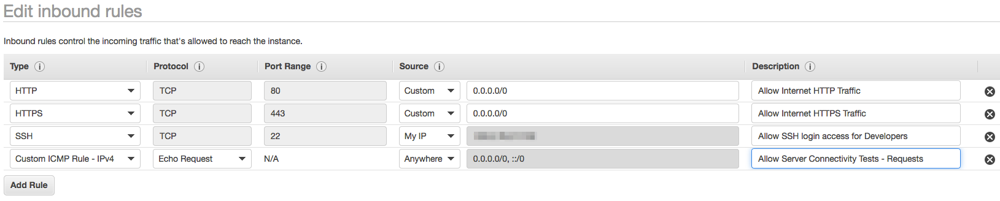 Edit inbound rules
Inbound rules control the incoming traffic that's allowed to reach the instance.
Type i Protocol i Port Range i Source i Description i
HTTP TCP 80 Custom 0.0.0.0/0 Allow Internet HTTP Traffic
HTTPS TCP 443 Custom 0.0.0.0/0 Allow Internet HTTPS Traffic
SSH TCP 22 My IP Allow SSH login access for Developers
Custom ICMP Rule - IPv4 Echo Request N/A Anywhere 0.0.0.0/0, ::/0 Allow Server Connectivity Tests - Requests
Add Rule